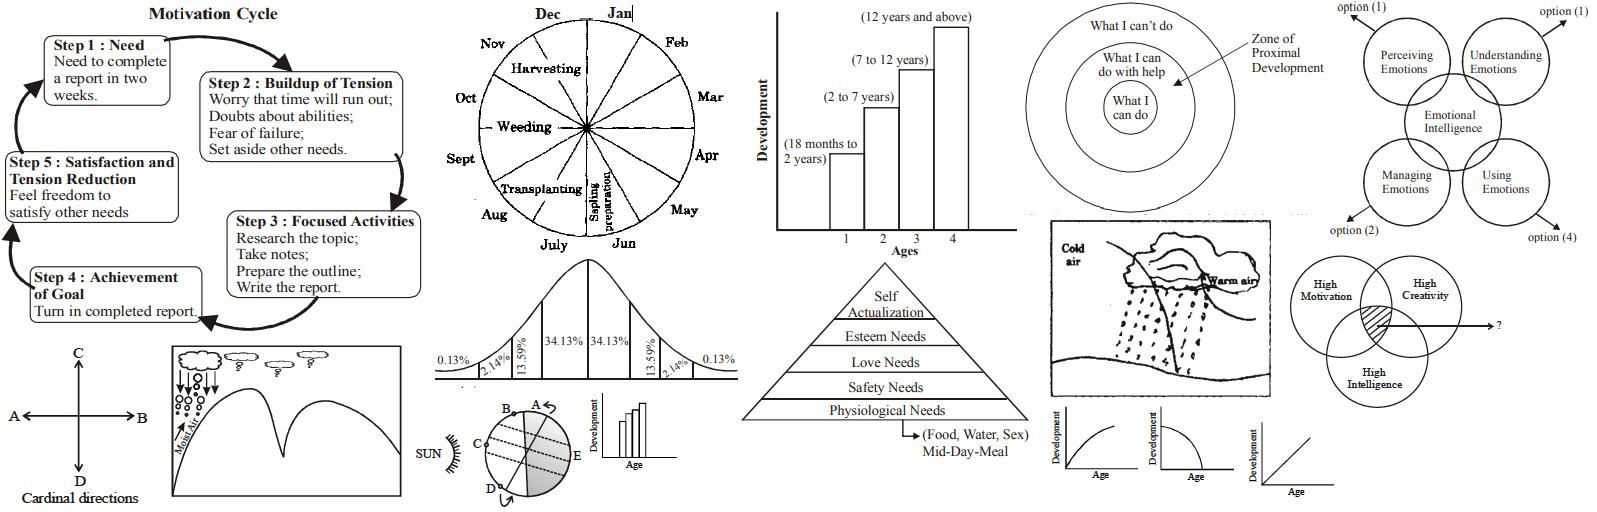 Motivation Cycle
Step 1 : Need
Need to complete
a report in two
weeks.
Step 2 : Buildup of Tension
Worry that time will run out;
Doubts about abilities;
Fear of failure;
Set aside other needs.
Step 5 : Satisfaction and
Tension Reduction
Feel freedom to
satisfy other needs
Step 3 : Focused Activities
Research the topic;
Take notes;
Prepare the outline;
Write the report.
Step 4 : Achievement
of Goal
Turn in completed report.
C
A
B
D
Cardinal directions
Moist Air
Dec
Jan
Nov
Feb
Harvesting
Oct
Mar
Weeding
Sept
Apr
Transplanting
Sapling
preparation
Aug
May
July
Jun
0.13%
2.14%
13.59%
34.13%
34.13%
13.59%
2.14%
0.13%
SUN
A
B
C
D
E
Development
Age
Development
(12 years and above)
(7 to 12 years)
(2 to 7 years)
(18 months to
2 years)
1
2
3
4
Ages
Self
Actualization
Esteem Needs
Love Needs
Safety Needs
Physiological Needs
(Food, Water, Sex)
Mid-Day-Meal
What I can't do
What I can
do with help
What I
can do
Zone of
Proximal
Development
Cold
air
Warm air
Development
Age
Development
Age
Development
Age
option (1)
option (1)
Perceiving
Emotions
Understanding
Emotions
Emotional
Intelligence
Managing
Emotions
Using
Emotions
option (2)
option (4)
High
Motivation
High
Creativity
?
High
Intelligence